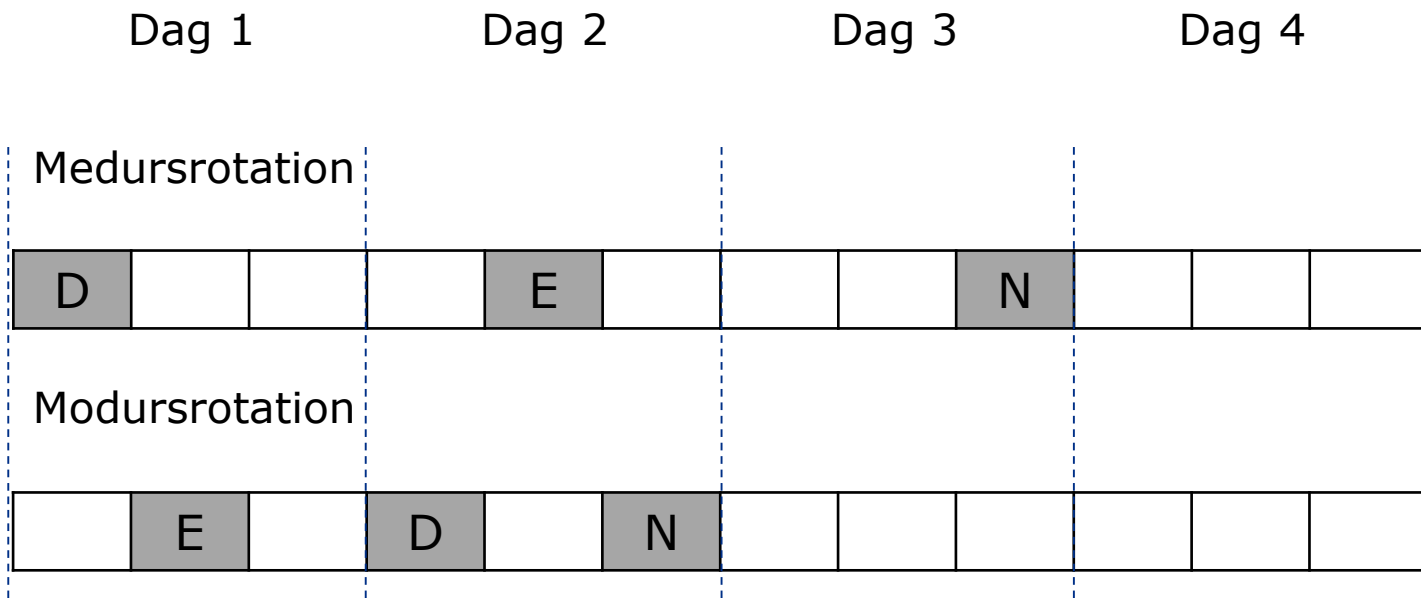 Dag 1 Dag 2 Dag 3 Dag 4
Medursrotation
D E N
Modursrotation
E D N